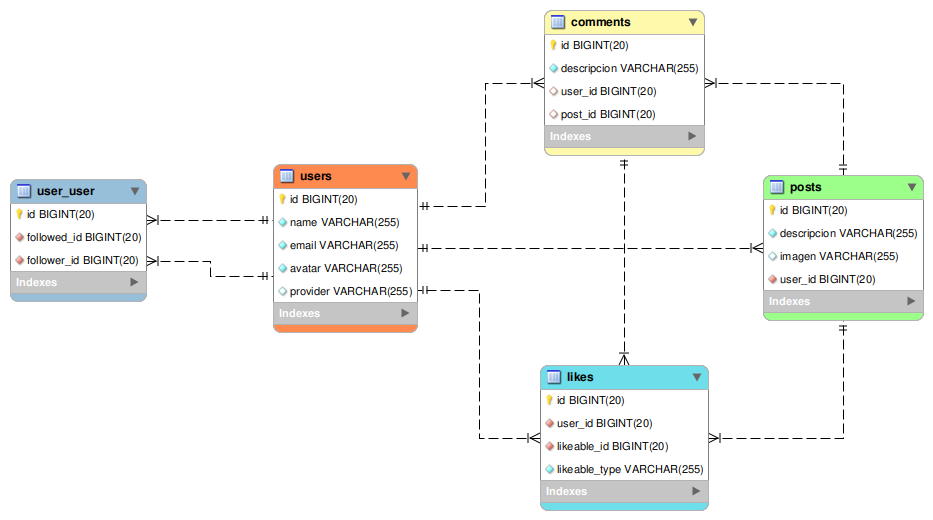 comments
id BIGINT(20)
descripcion VARCHAR(255)
user_id BIGINT(20)
post_id BIGINT(20)
Indexes
user_user
id BIGINT(20)
followed_id BIGINT(20)
follower_id BIGINT(20)
Indexes
users
id BIGINT(20)
name VARCHAR(255)
email VARCHAR(255)
avatar VARCHAR(255)
provider VARCHAR(255)
Indexes
posts
id BIGINT(20)
descripcion VARCHAR(255)
imagen VARCHAR(255)
user_id BIGINT(20)
Indexes
likes
id BIGINT(20)
user_id BIGINT(20)
likeable_id BIGINT(20)
likeable_type VARCHAR(255)
Indexes